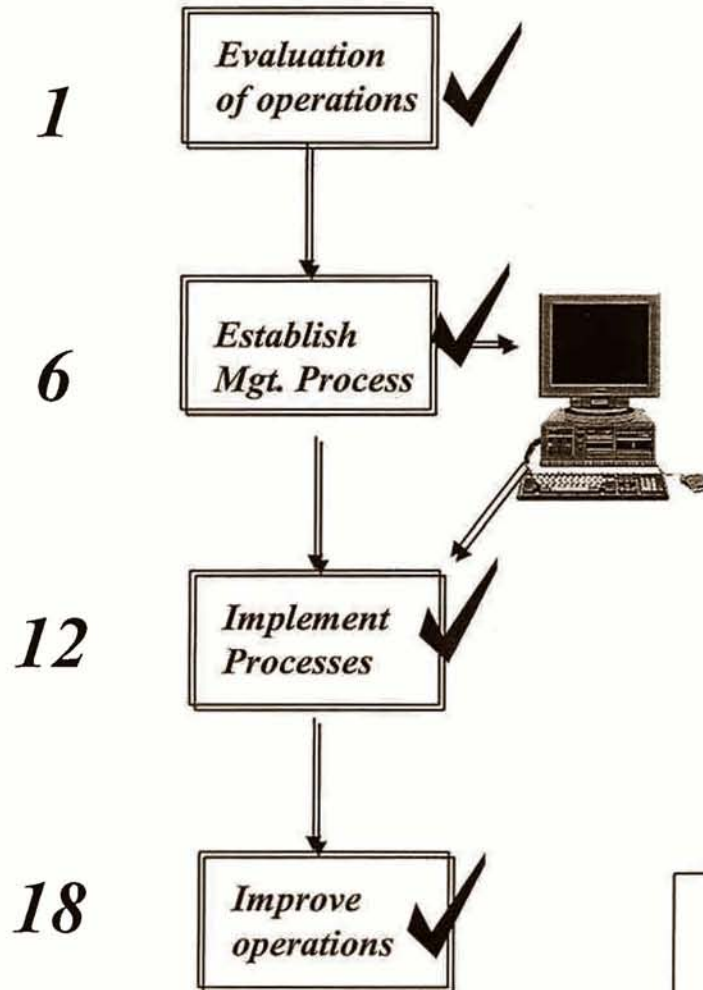 1
Evaluation
of operations
6
Establish
Mgt. Process
12
Implement
Processes
18
Improve
operations